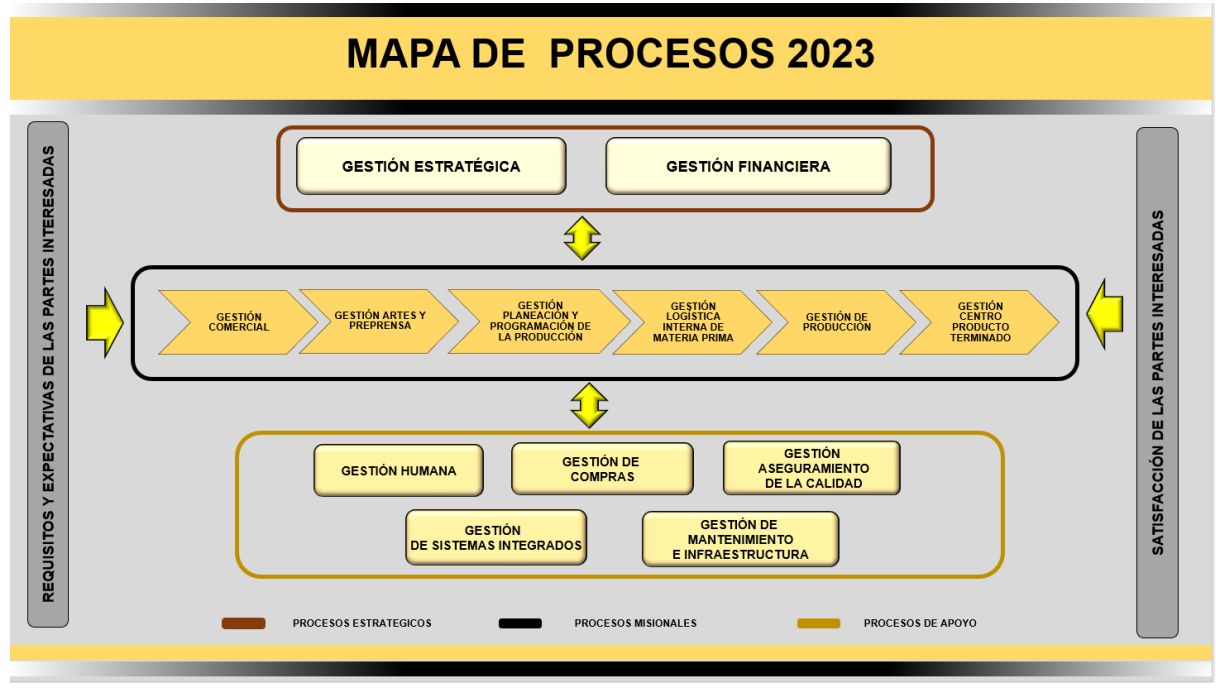 MAPA DE PROCESOS 2023
REQUISITOS Y EXPECTATIVAS DE LAS PARTES INTERESADAS
GESTIÓN ESTRATÉGICA
GESTIÓN FINANCIERA
GESTIÓN
COMERCIAL
GESTIÓN ARTES Y
PREPRENSA
GESTIÓN
PLANEACIÓN Y
PROGRAMACIÓN DE
LA PRODUCCIÓN
GESTIÓN
LOGÍSTICA
INTERNA DE
MATERIA PRIMA
GESTIÓN DE
PRODUCCIÓN
GESTIÓN
CENTRO
PRODUCTO
TERMINADO
GESTIÓN HUMANA
GESTIÓN DE
COMPRAS
GESTIÓN
ASEGURAMIENTO
DE LA CALIDAD
GESTIÓN
DE SISTEMAS INTEGRADOS
GESTIÓN DE
MANTENIMIENTO
E INFRAESTRUCTURA
SATISFACCIÓN DE LAS PARTES INTERESADAS
PROCESOS ESTRATEGICOS
PROCESOS MISIONALES
PROCESOS DE APOYO